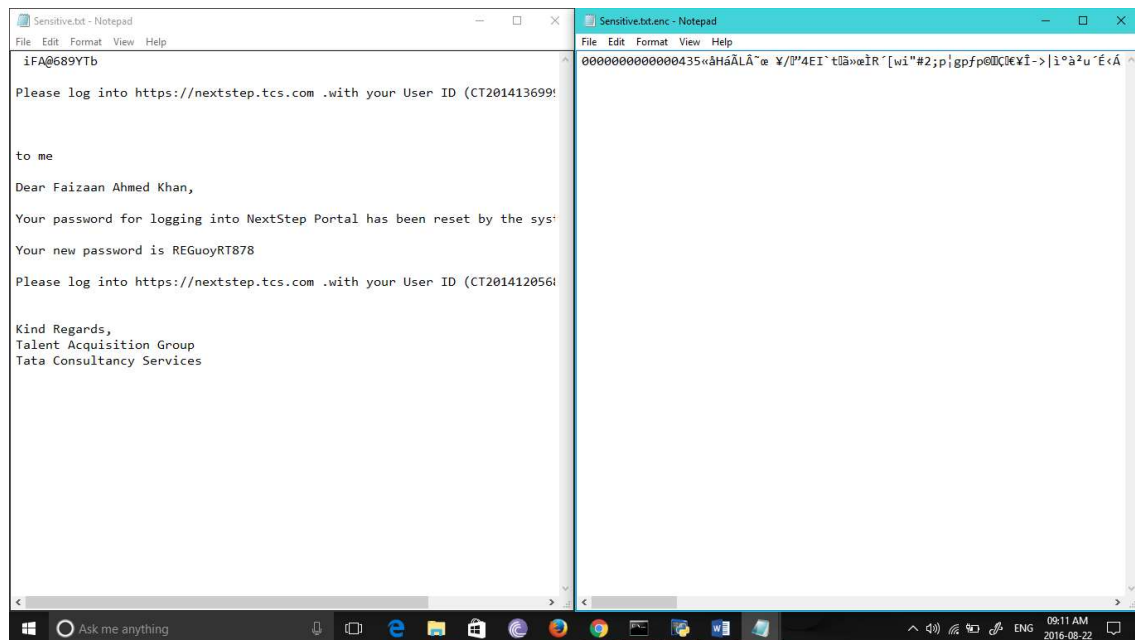 Sensitive.txt - Notepad
File Edit Format View Help
iFA@689YTb
Please log into https://nextstep.tcs.com .with your User ID (CT201413699
to me
Dear Faizaan Ahmed Khan,
Your password for logging into NextStep Portal has been reset by the sys
Your new password is REGuoyRT878
Please log into https://nextstep.tcs.com .with your User ID (CT201412056
Kind Regards,
Talent Acquisition Group
Tata Consultancy Services
Sensitive.txt.enc - Notepad
File Edit Format View Help
0000000000000435«åHáÃLÂ˜œ
Ask me anything
ENG
09:11 AM
2016-08-22